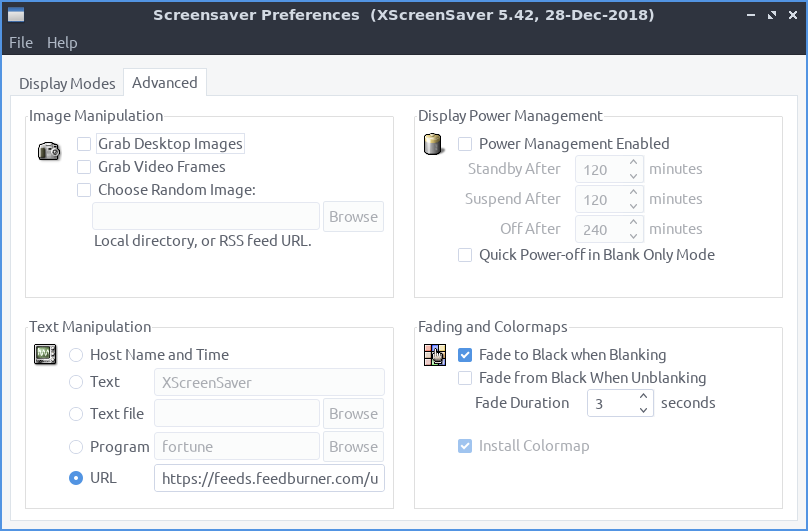 Screensaver Preferences  (XScreenSaver 5.42, 28-Dec-2018)
File Help
Display Modes Advanced
Image Manipulation
Grab Desktop Images
Grab Video Frames
Choose Random Image:
Browse
Local directory, or RSS feed URL.
Display Power Management
Power Management Enabled
Standby After 120 minutes
Suspend After 120 minutes
Off After 240 minutes
Quick Power-off in Blank Only Mode
Text Manipulation
Host Name and Time
Text XScreenSaver
Text file Browse
Program fortune Browse
URL https://feeds.feedburner.com/u
Fading and Colormaps
Fade to Black when Blanking
Fade from Black When Unblanking
Fade Duration 3 seconds
Install Colormap